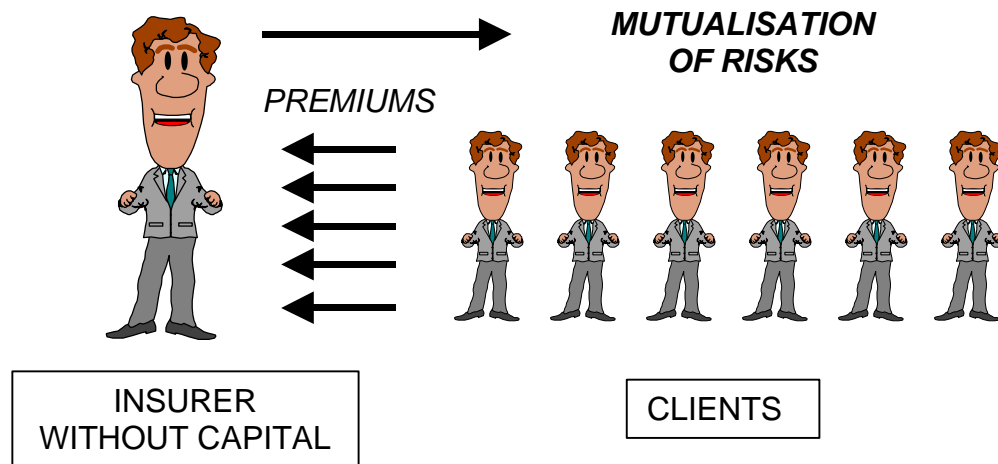 MUTUALISATION
OF RISKS
PREMIUMS
INSURER
WITHOUT CAPITAL
CLIENTS